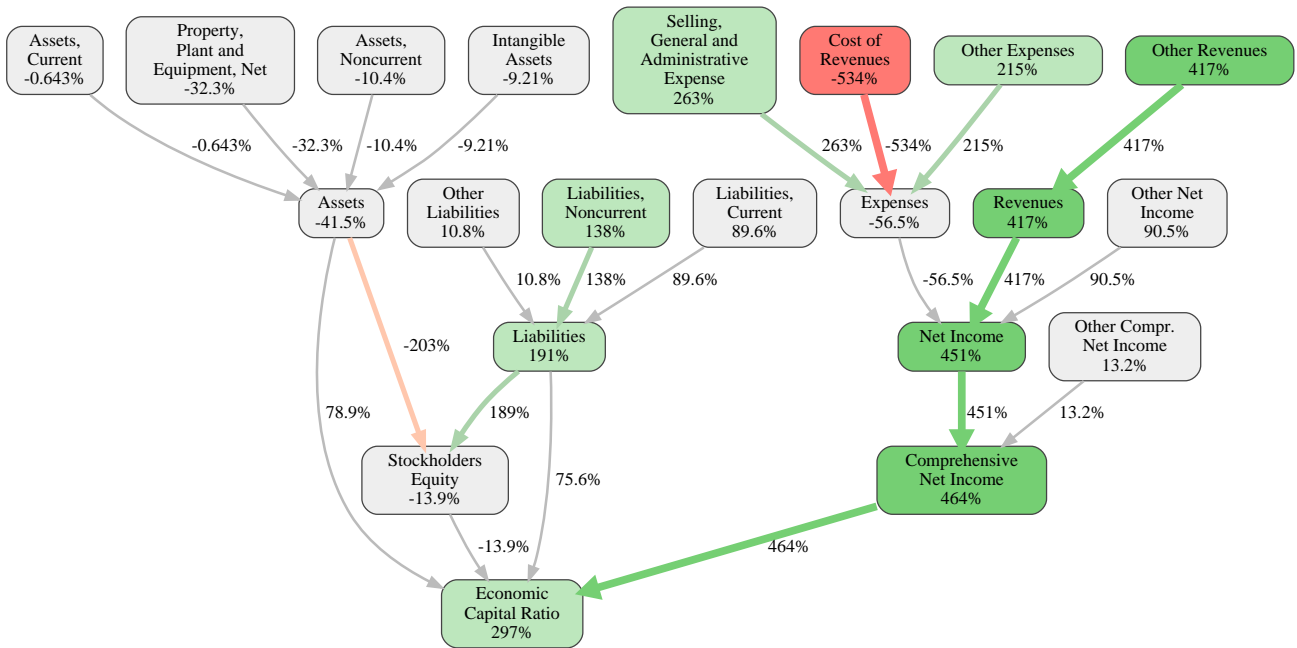 Assets,
Current
-0.643%
Property,
Plant and
Equipment, Net
-32.3%
Assets,
Noncurrent
-10.4%
Intangible
Assets
-9.21%
Selling,
General and
Administrative
Expense
263%
Cost of
Revenues
-534%
Other Expenses
215%
Other Revenues
417%
-0.643%
-32.3%
-10.4%
-9.21%
263%
-534%
215%
417%
Assets
-41.5%
Other
Liabilities
10.8%
Liabilities,
Noncurrent
138%
Liabilities,
Current
89.6%
Expenses
-56.5%
Revenues
417%
Other Net
Income
90.5%
10.8%
138%
89.6%
-56.5%
417%
90.5%
-203%
Liabilities
191%
Net Income
451%
Other Compr.
Net Income
13.2%
78.9%
189%
451%
13.2%
Stockholders
Equity
-13.9%
75.6%
Comprehensive
Net Income
464%
-13.9%
464%
Economic
Capital Ratio
297%